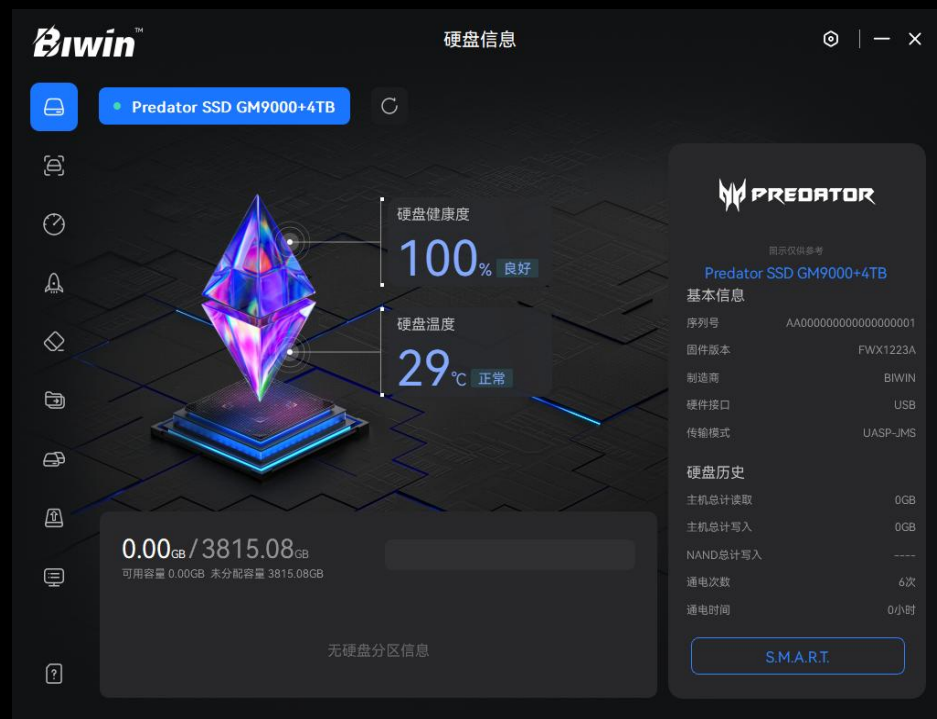 Biwin™
硬盘信息
Predator SSD GM9000+4TB
硬盘健康度
100% 良好
硬盘温度
29℃ 正常
0.00GB/3815.08GB
可用容量 0.00GB 未分配容量 3815.08GB
无硬盘分区信息
PREDATOR
图示仅供参考
Predator SSD GM9000+4TB
基本信息
序列号 AA000000000000000001
固件版本 FWX1223A
制造商 BIWIN
硬件接口 USB
传输模式 UASP-JMS
硬盘历史
主机总计读取 0GB
主机总计写入 0GB
NAND总计写入 ----
通电次数 6次
通电时间 0小时
S.M.A.R.T.